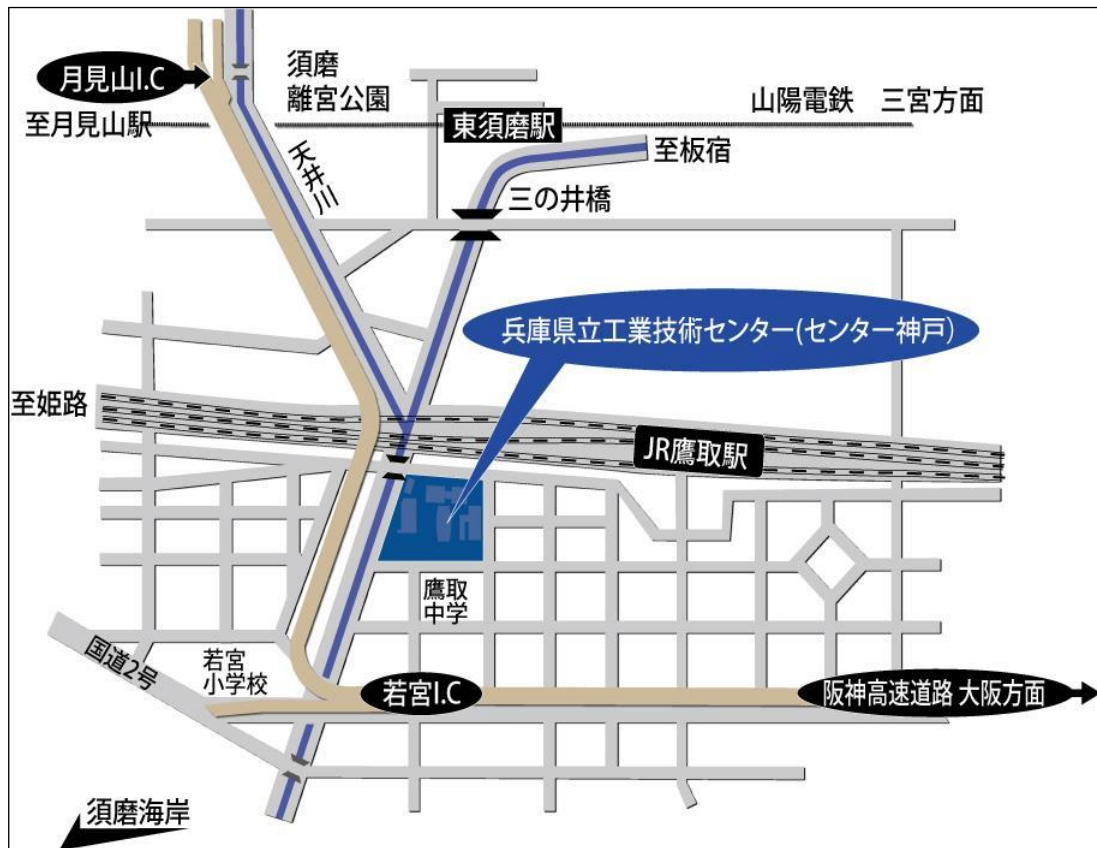 月見山I.C
須磨
離宮公園
山陽電鉄　三宮方面
至月見山駅
東須磨駅
至板宿
天井川
三の井橋
兵庫県立工業技術センター(センター神戸)
至姫路
JR鷹取駅
鷹取
中学
国道2号
若宮
小学校
若宮I.C
阪神高速道路 大阪方面
須磨海岸